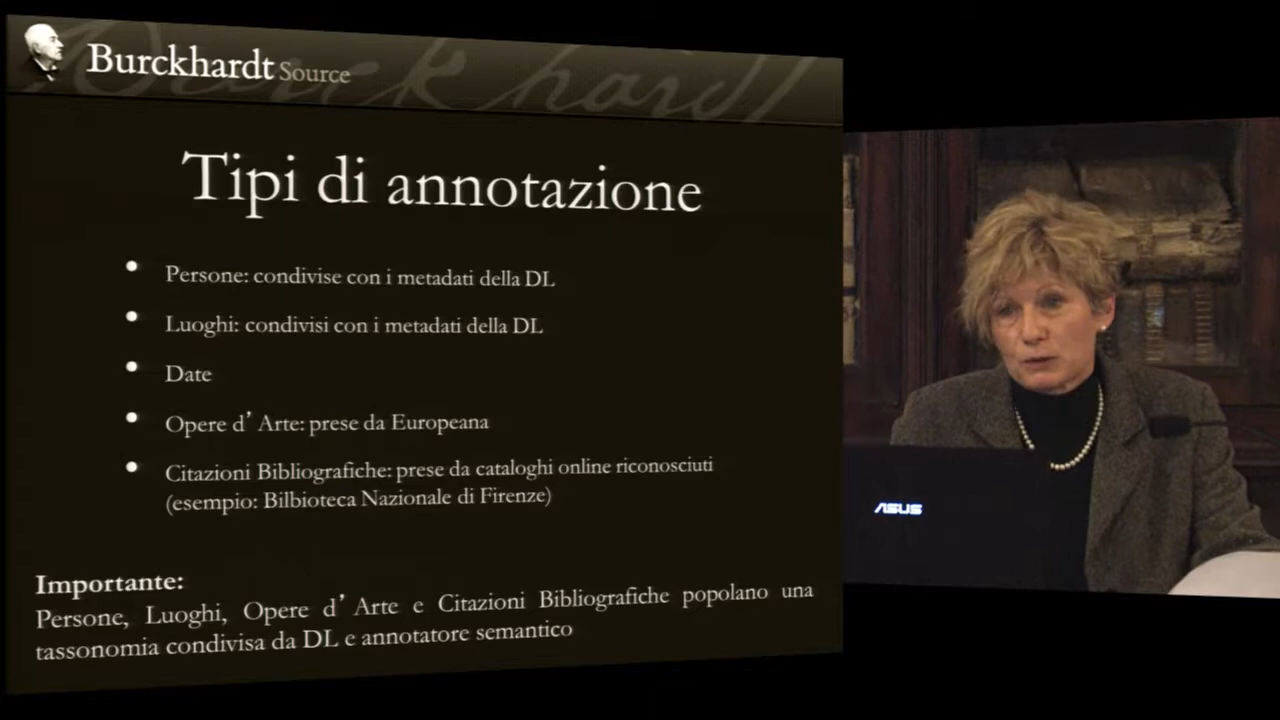 Burckhardt Source
Tipi di annotazione
• Persone: condivise con i metadati della DL
• Luoghi: condivisi con i metadati della DL
• Date
• Opere d’ Arte: prese da Europeana
• Citazioni Bibliografiche: prese da cataghi online riconosciuti
(esempio: Bilbioteca Nazionale di Firenze)
Importante:
Persone, Luoghi, Opere d’ Arte e Citazioni Bibliografiche popolano una
tassonomia condivisa da DL e annotatore semantico
ASUS